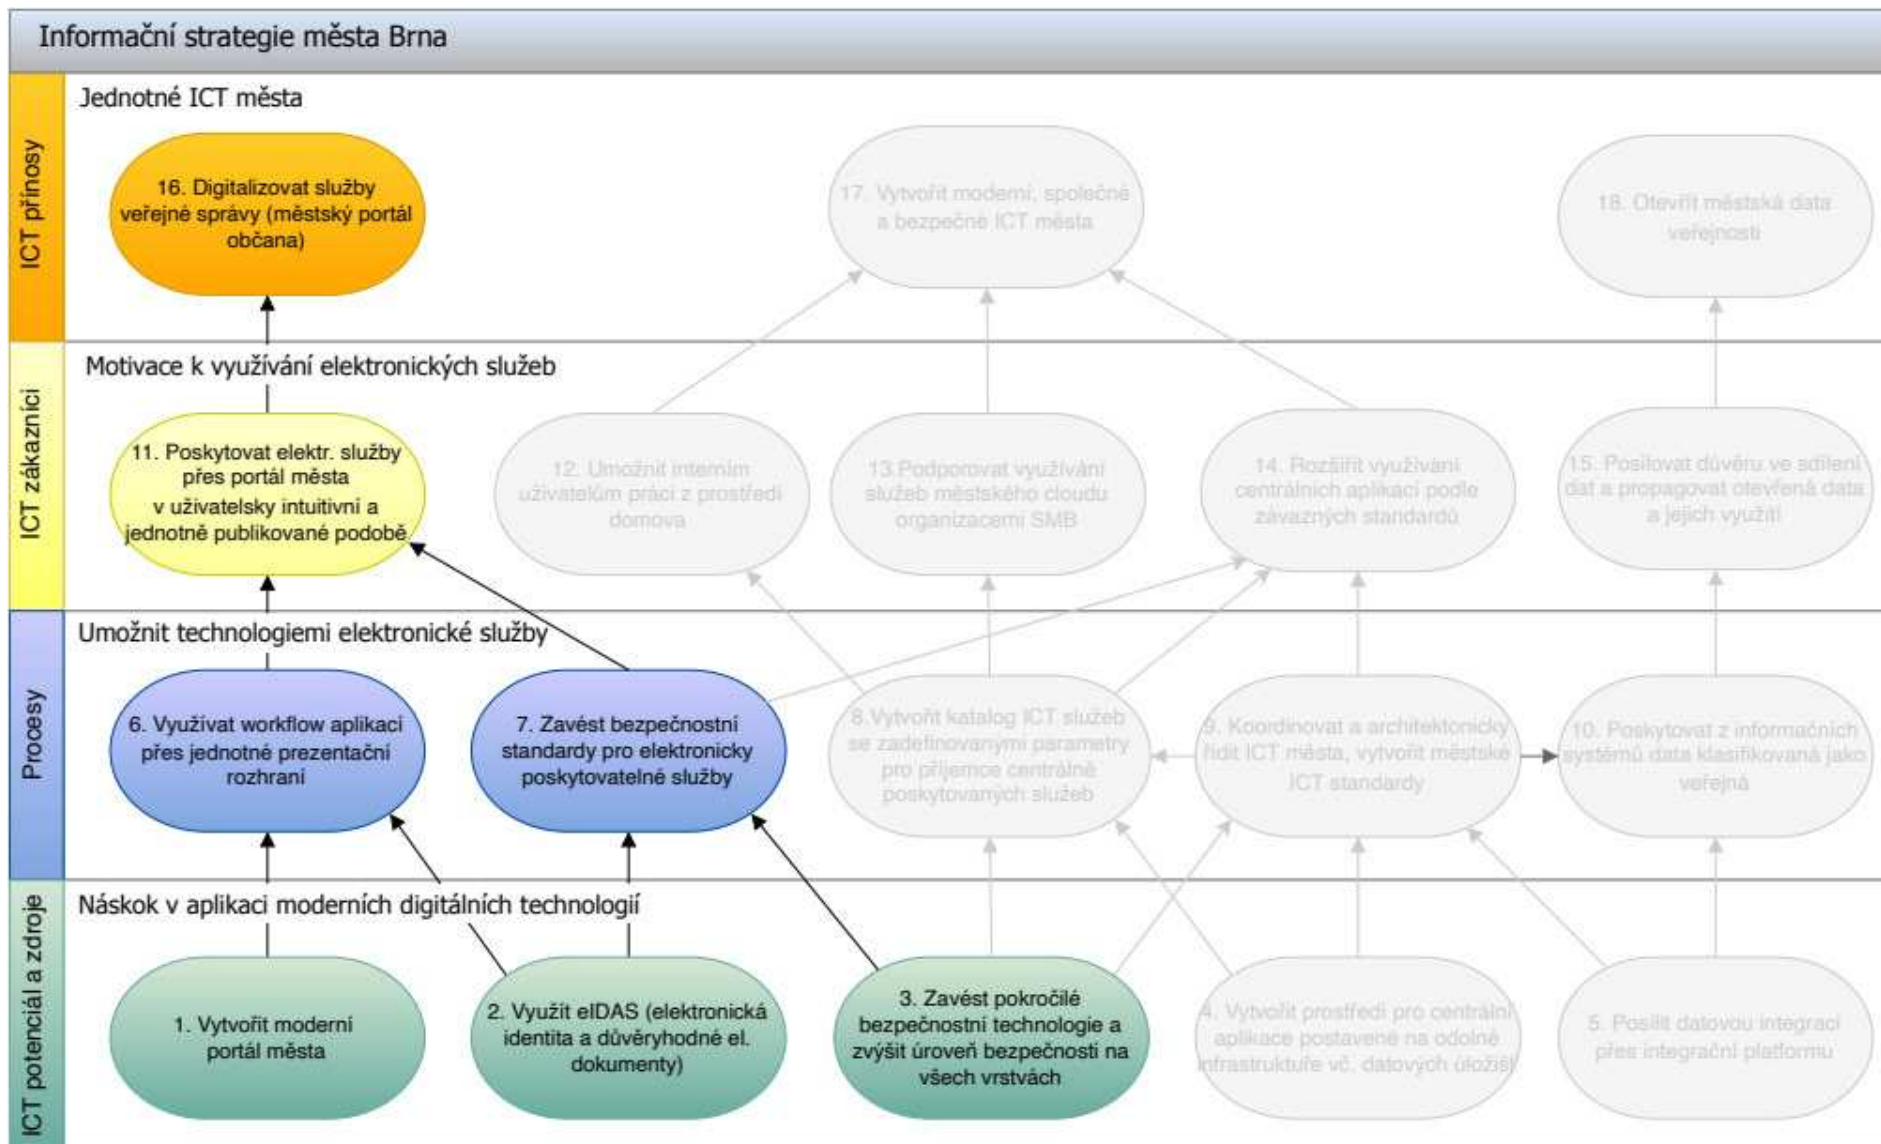 Informační strategie města Brna
ICT přínosy
Jednotné ICT města
16. Digitalizovat služby
veřejné správy (městský portál
občana)
17. Vytvořit moderní, společné
a bezpečné ICT města
18. Otevřít městská data
veřejnosti
ICT zákazníci
Motivace k využívání elektronických služeb
11. Poskytovat elektr. služby
přes portál města
v uživatelsky intuitivní a
jednotně publikované podobě
12. Umožnit interním
uživatelům práci z prostředí
domova
13.Podporovat využívání
služeb městského cloudu
organizacemi SMB
14. Rozšířit využívání
centrálních aplikací podle
závazných standardů
15. Posilovat důvěru ve sdílení
dat a propagovat otevřená data
a jejich využití
Procesy
Umožnit technologiemi elektronické služby
6. Využívat workflow aplikací
přes jednotné prezentační
rozhraní
7. Zavést bezpečnostní
standardy pro elektronicky
poskytovatelné služby
8.Vytvořit katalog ICT služeb
se zadefinovanými parametry
pro příjemce centrálně
poskytovaných služeb
9. Koordinovat a architektonicky
řídit ICT města, vytvořit městské
ICT standardy
10. Poskytovat z informačních
systémů data klasifikovaná jako
veřejná
ICT potenciál a zdroje
Náskok v aplikaci moderních digitálních technologií
1. Vytvořit moderní
portál města
2. Využít eIDAS (elektronická
identita a důvěryhodné el.
dokumenty)
3. Zavést pokročilé
bezpečnostní technologie a
zvýšit úroveň bezpečnosti na
všech vrstvách
4. Vytvořit prostředí pro centrální
aplikace postavené na odolné
infrastruktuře vč. datových úložišť
5. Posílit datovou integraci
přes integrační platformu